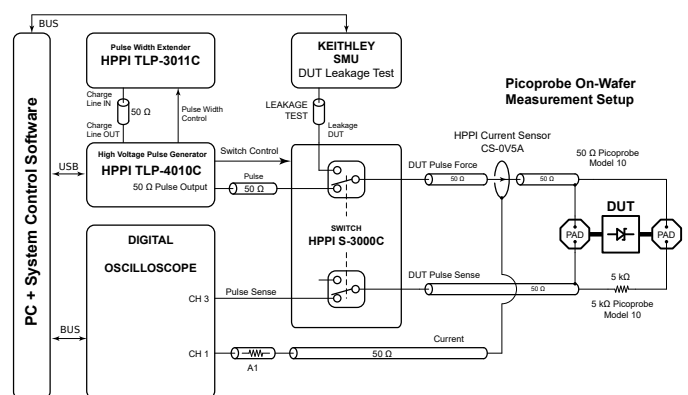 BUS
PC + System Control Software
Pulse Width Extender
HPPI TLP-3011C
KEITHLEY
SMU
DUT Leakage Test
Picoprobe On-Wafer
Measurement Setup
Charge
Line IN
50 Ω
Charge
Line OUT
Pulse Width
Control
LEAKAGE
TEST
Leakage
DUT
HPPI Current Sensor
CS-0V5A
USB
High Voltage Pulse Generator
HPPI TLP-4010C
50 Ω Pulse Output
Switch Control
Pulse
50 Ω
DUT Pulse Force
50 Ω
50 Ω
50 Ω Picoprobe
Model 10
SWITCH
HPPI S-3000C
DUT
PAD
PAD
DIGITAL
OSCILLOSCOPE
CH 3
Pulse Sense
DUT Pulse Sense
50 Ω
5 kΩ
5 kΩ Picoprobe
Model 10
BUS
CH 1
A1
50 Ω
Current